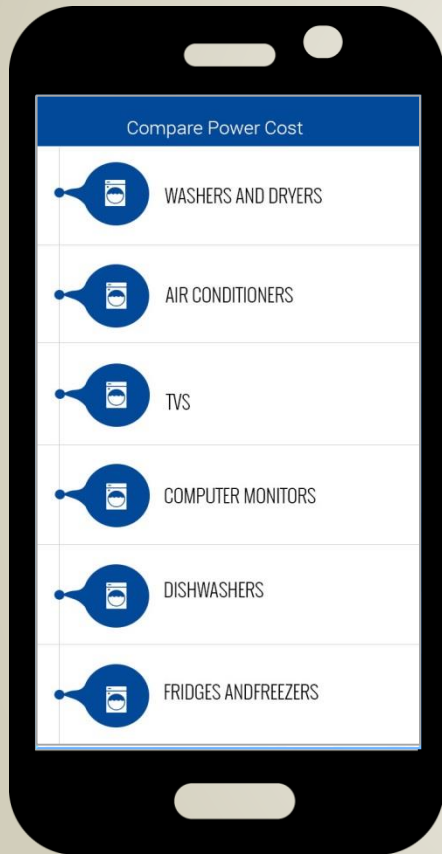 Compare Power Cost
WASHERS AND DRYERS
AIR CONDITIONERS
TVS
COMPUTER MONITORS
DISHWASHERS
FRIDGES ANDFREEZERS